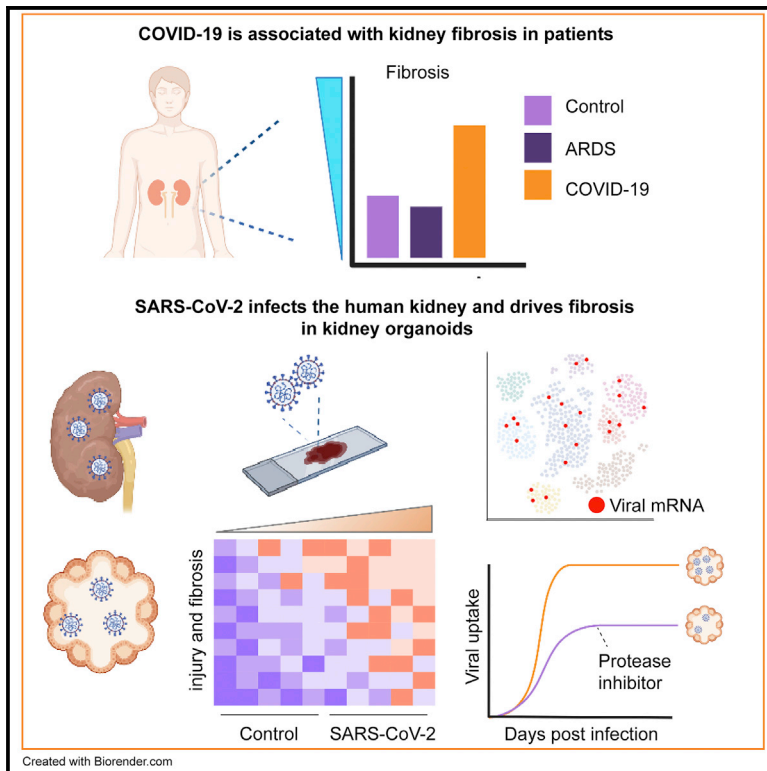 COVID-19 is associated with kidney fibrosis in patients
Fibrosis
Control
ARDS
COVID-19
SARS-CoV-2 infects the human kidney and drives fibrosis
in kidney organoids
Viral mRNA
injury and fibrosis
Control
SARS-CoV-2
Viral uptake
Protease
inhibitor
Days post infection
Created with Biorender.com